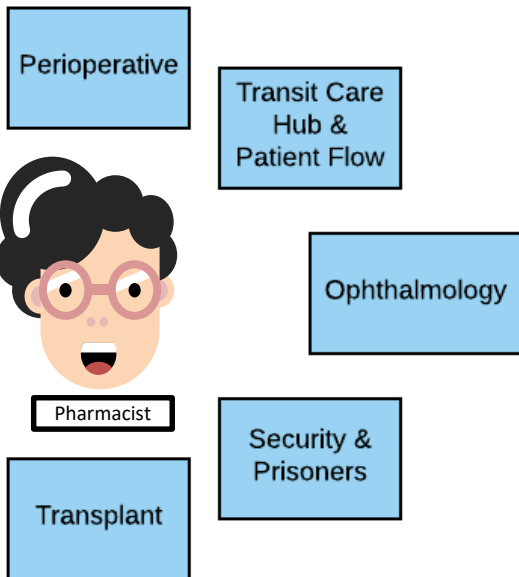 Perioperative
Transit Care
Hub &
Patient Flow
Ophthalmology
Pharmacist
Security &
Prisoners
Transplant